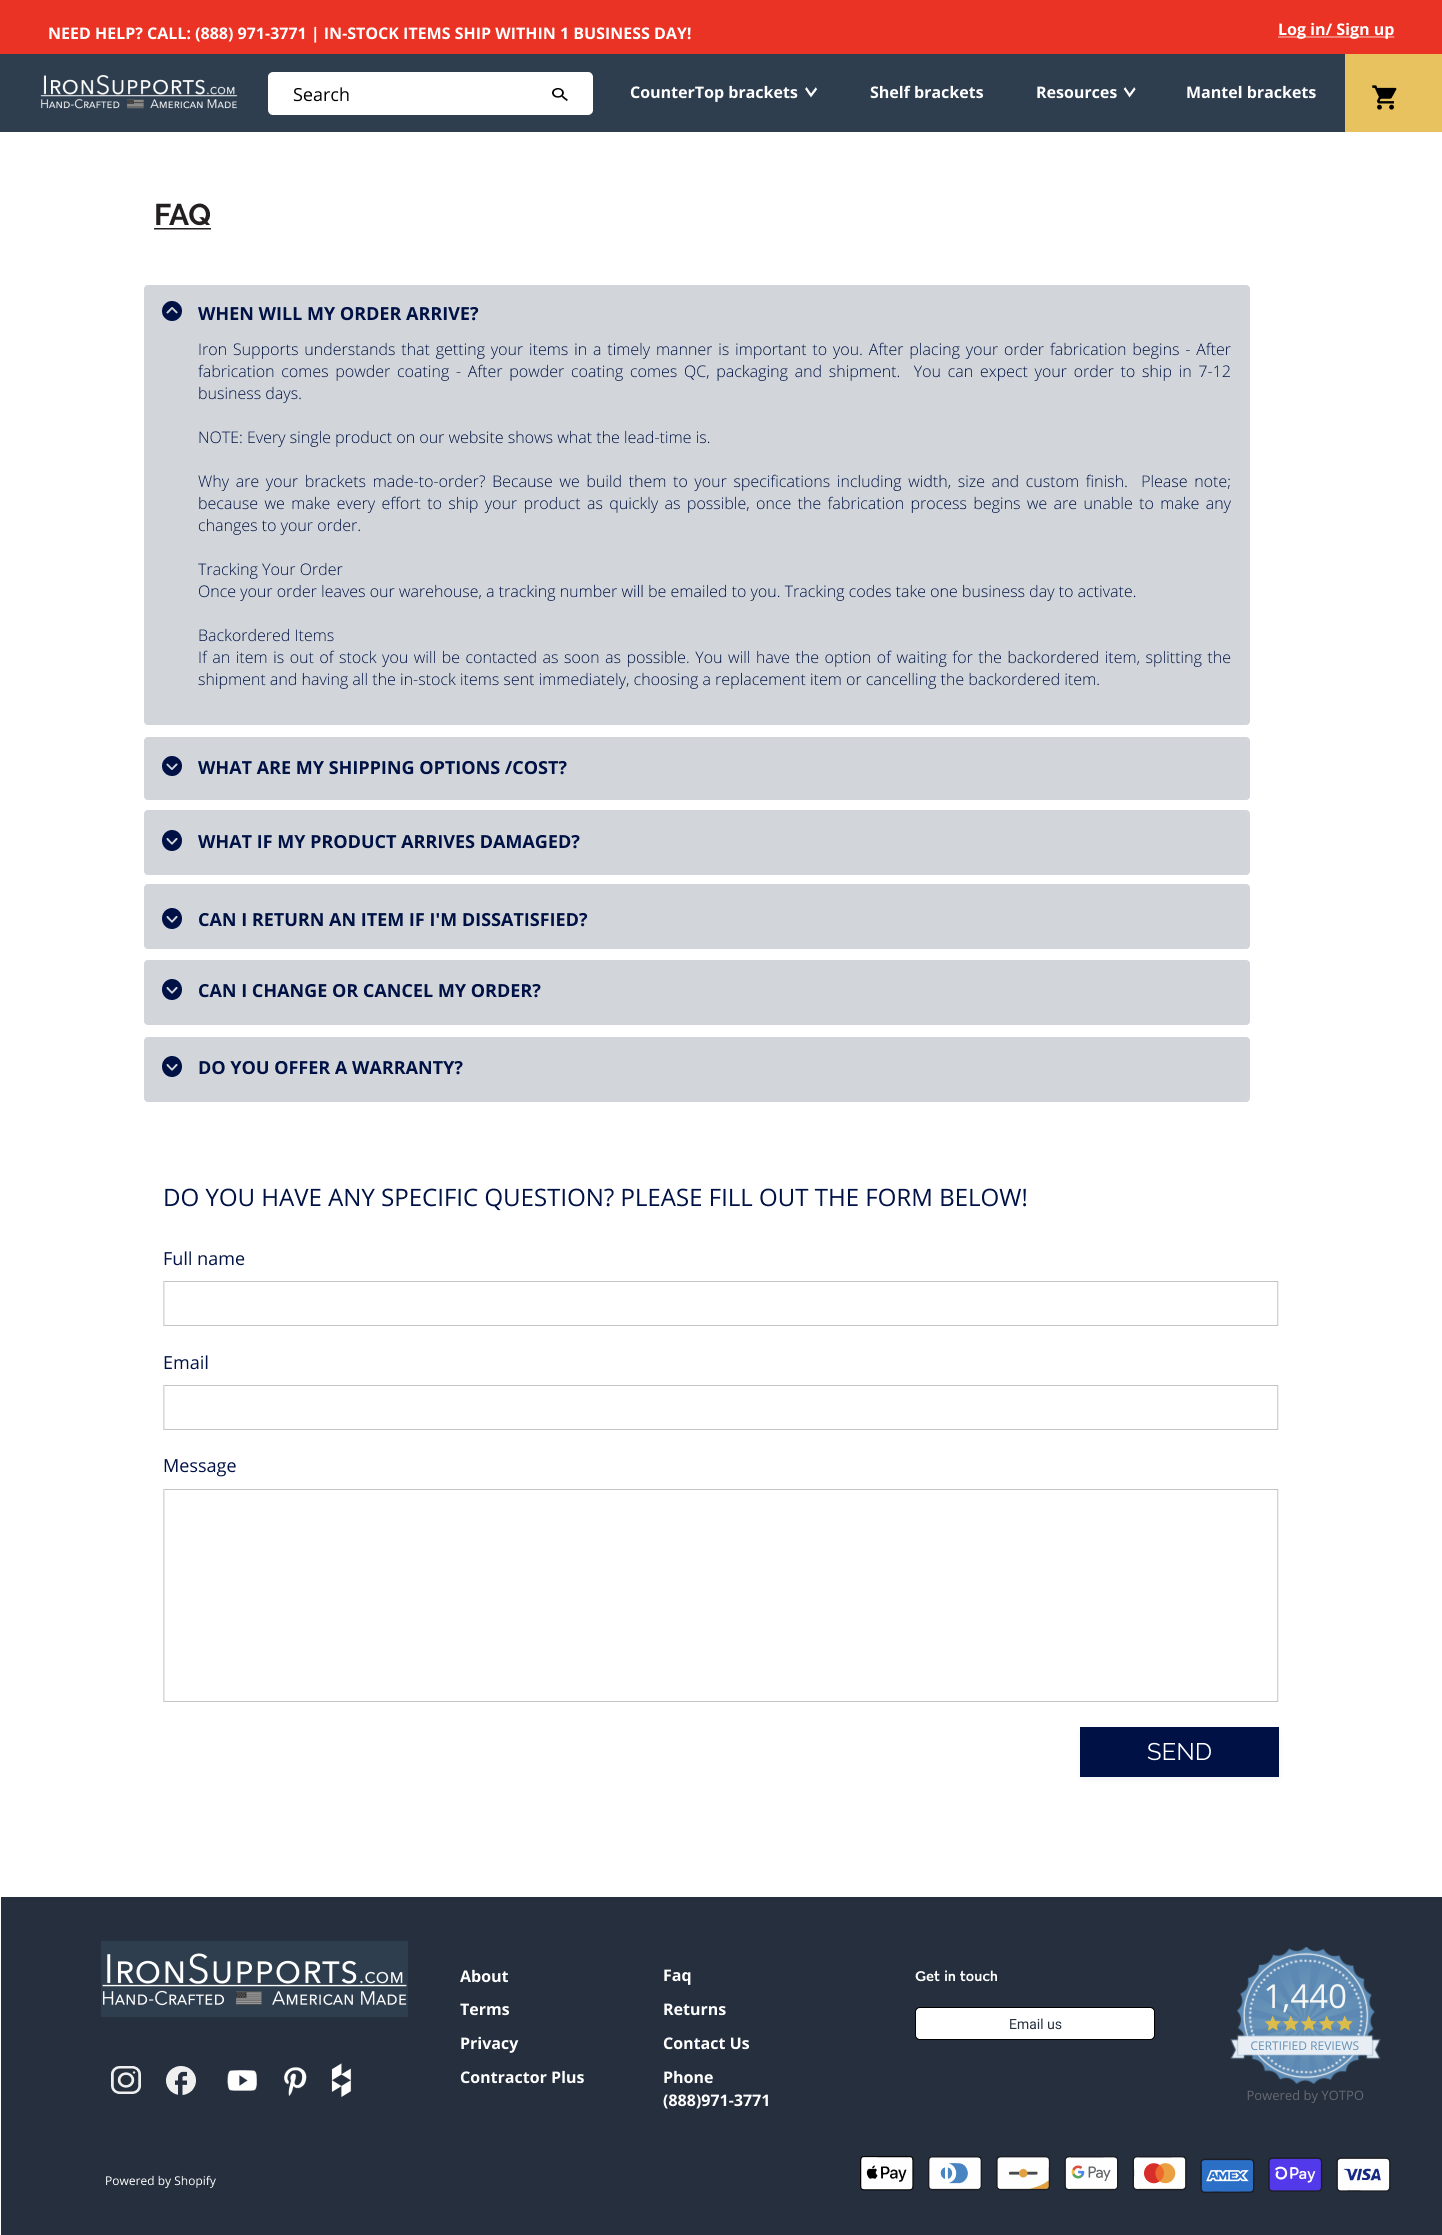 NEED HELP? CALL: (888) 971-3771 | IN-STOCK ITEMS SHIP WITHIN 1 BUSINESS DAY!
Log in/ Sign up
IRONSUPPORTS.COM
HAND-CRAFTED AMERICAN MADE
Search
CounterTop brackets
Shelf brackets
Resources
Mantel brackets
FAQ
WHEN WILL MY ORDER ARRIVE?
Iron Supports understands that getting your items in a timely manner is important to you. After placing your order fabrication begins - After
fabrication comes powder coating - After powder coating comes QC, packaging and shipment. You can expect your order to ship in 7-12
business days.
NOTE: Every single product on our website shows what the lead-time is.
Why are your brackets made-to-order? Because we build them to your specifications including width, size and custom finish. Please note;
because we make every effort to ship your product as quickly as possible, once the fabrication process begins we are unable to make any
changes to your order.
Tracking Your Order
Once your order leaves our warehouse, a tracking number will be emailed to you. Tracking codes take one business day to activate.
Backordered Items
If an item is out of stock you will be contacted as soon as possible. You will have the option of waiting for the backordered item, splitting the
shipment and having all the in-stock items sent immediately, choosing a replacement item or cancelling the backordered item.
WHAT ARE MY SHIPPING OPTIONS /COST?
WHAT IF MY PRODUCT ARRIVES DAMAGED?
CAN I RETURN AN ITEM IF I'M DISSATISFIED?
CAN I CHANGE OR CANCEL MY ORDER?
DO YOU OFFER A WARRANTY?
DO YOU HAVE ANY SPECIFIC QUESTION? PLEASE FILL OUT THE FORM BELOW!
Full name
Email
Message
SEND
IRONSUPPORTS.COM
HAND-CRAFTED AMERICAN MADE
About
Terms
Privacy
Contractor Plus
Faq
Returns
Contact Us
Phone
(888)971-3771
Get in touch
Email us
1,440
CERTIFIED REVIEWS
Powered by YOTPO
Powered by Shopify
Pay
G Pay
AMEX
Pay
VISA